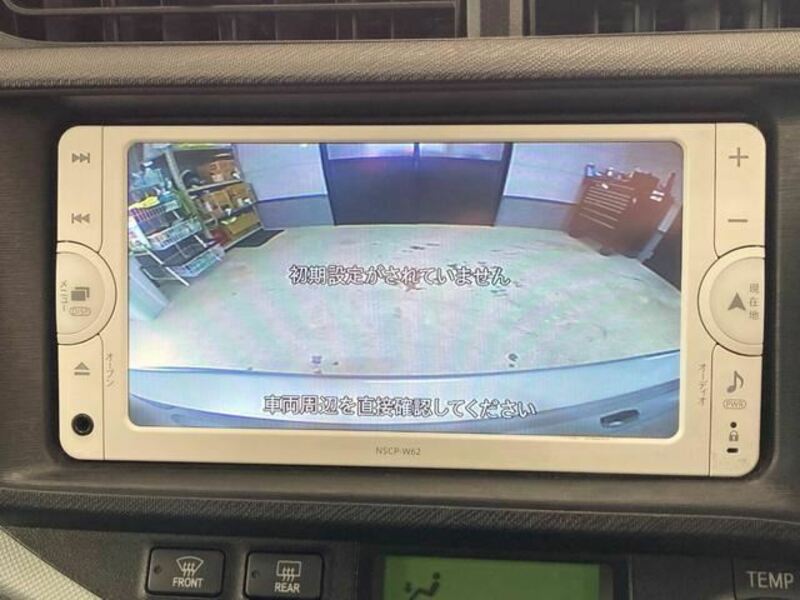 初期設定がされていません
車両周辺を直接確認してください
メニュー
DISP
オープン
現在地
オーディオ
PWR
NSCP-W62
FRONT
REAR
TEMP